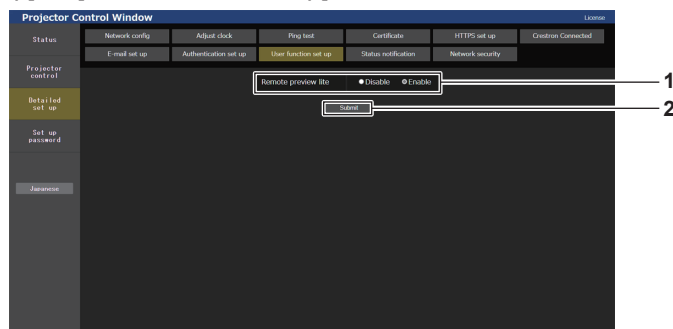 Projector Control Window
License
Status
Network config
Adjust clock
Ping test
Certificate
HTTPS set up
Crestron Connected
E-mail set up
Authentication set up
User function set up
Status notification
Network security
Projector
control
Remote preview lite
Disable
Enable
1
Submit
2
Detailed
set up
Set up
password
Japanese